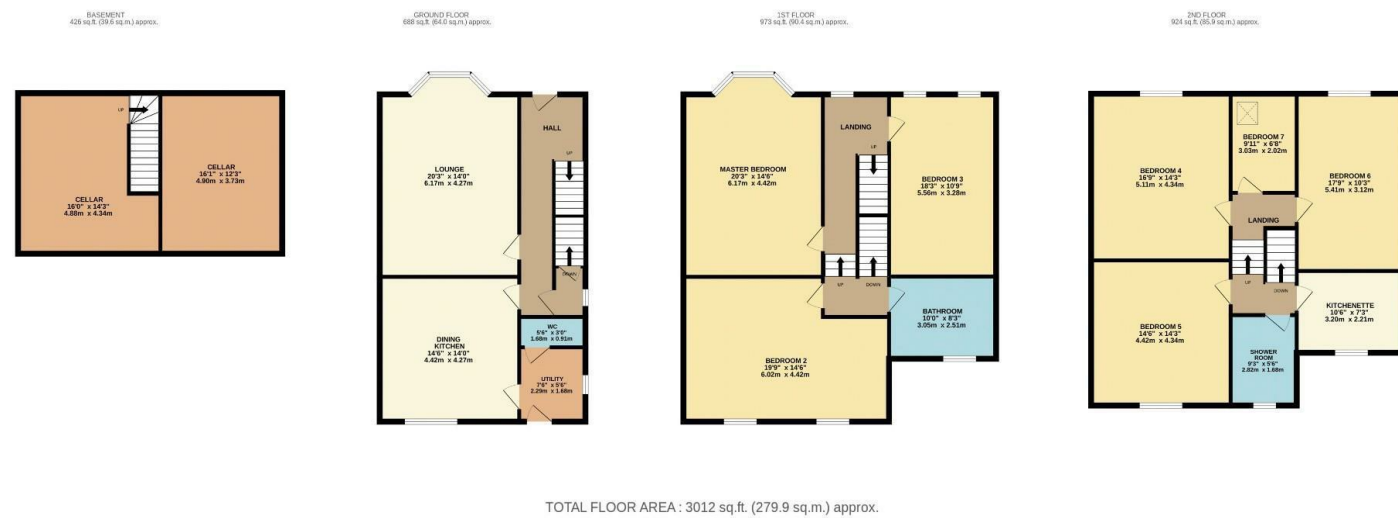 BASEMENT
426 sq.ft. (39.6 sq.m.) approx.
UP
CELLAR
16'0" x 14'3"
4.88m x 4.34m
CELLAR
16'1" x 12'3"
4.90m x 3.73m
GROUND FLOOR
688 sq.ft. (64.0 sq.m.) approx.
HALL
UP
LOUNGE
20'3" x 14'0"
6.17m x 4.27m
DOWN
DINING
KITCHEN
14'6" x 14'0"
4.42m x 4.27m
WC
5'6" x 3'0"
1.68m x 0.91m
UTILITY
7'6" x 5'6"
2.29m x 1.68m
1ST FLOOR
973 sq.ft. (90.4 sq.m.) approx.
LANDING
UP
MASTER BEDROOM
20'3" x 14'6"
6.17m x 4.42m
BEDROOM 3
18'3" x 10'9"
5.56m x 3.28m
UP
DOWN
BATHROOM
10'0" x 8'3"
3.05m x 2.51m
BEDROOM 2
19'9" x 14'6"
6.02m x 4.42m
2ND FLOOR
924 sq.ft. (85.9 sq.m.) approx.
BEDROOM 7
9'11" x 6'8"
3.03m x 2.02m
BEDROOM 4
16'9" x 14'3"
5.11m x 4.34m
BEDROOM 6
17'9" x 10'3"
5.41m x 3.12m
LANDING
UP
DOWN
KITCHENETTE
10'6" x 7'3"
3.20m x 2.21m
BEDROOM 5
14'6" x 14'3"
4.42m x 4.34m
SHOWER
ROOM
9'3" x 5'6"
2.82m x 1.68m
TOTAL FLOOR AREA : 3012 sq.ft. (279.9 sq.m.) approx.